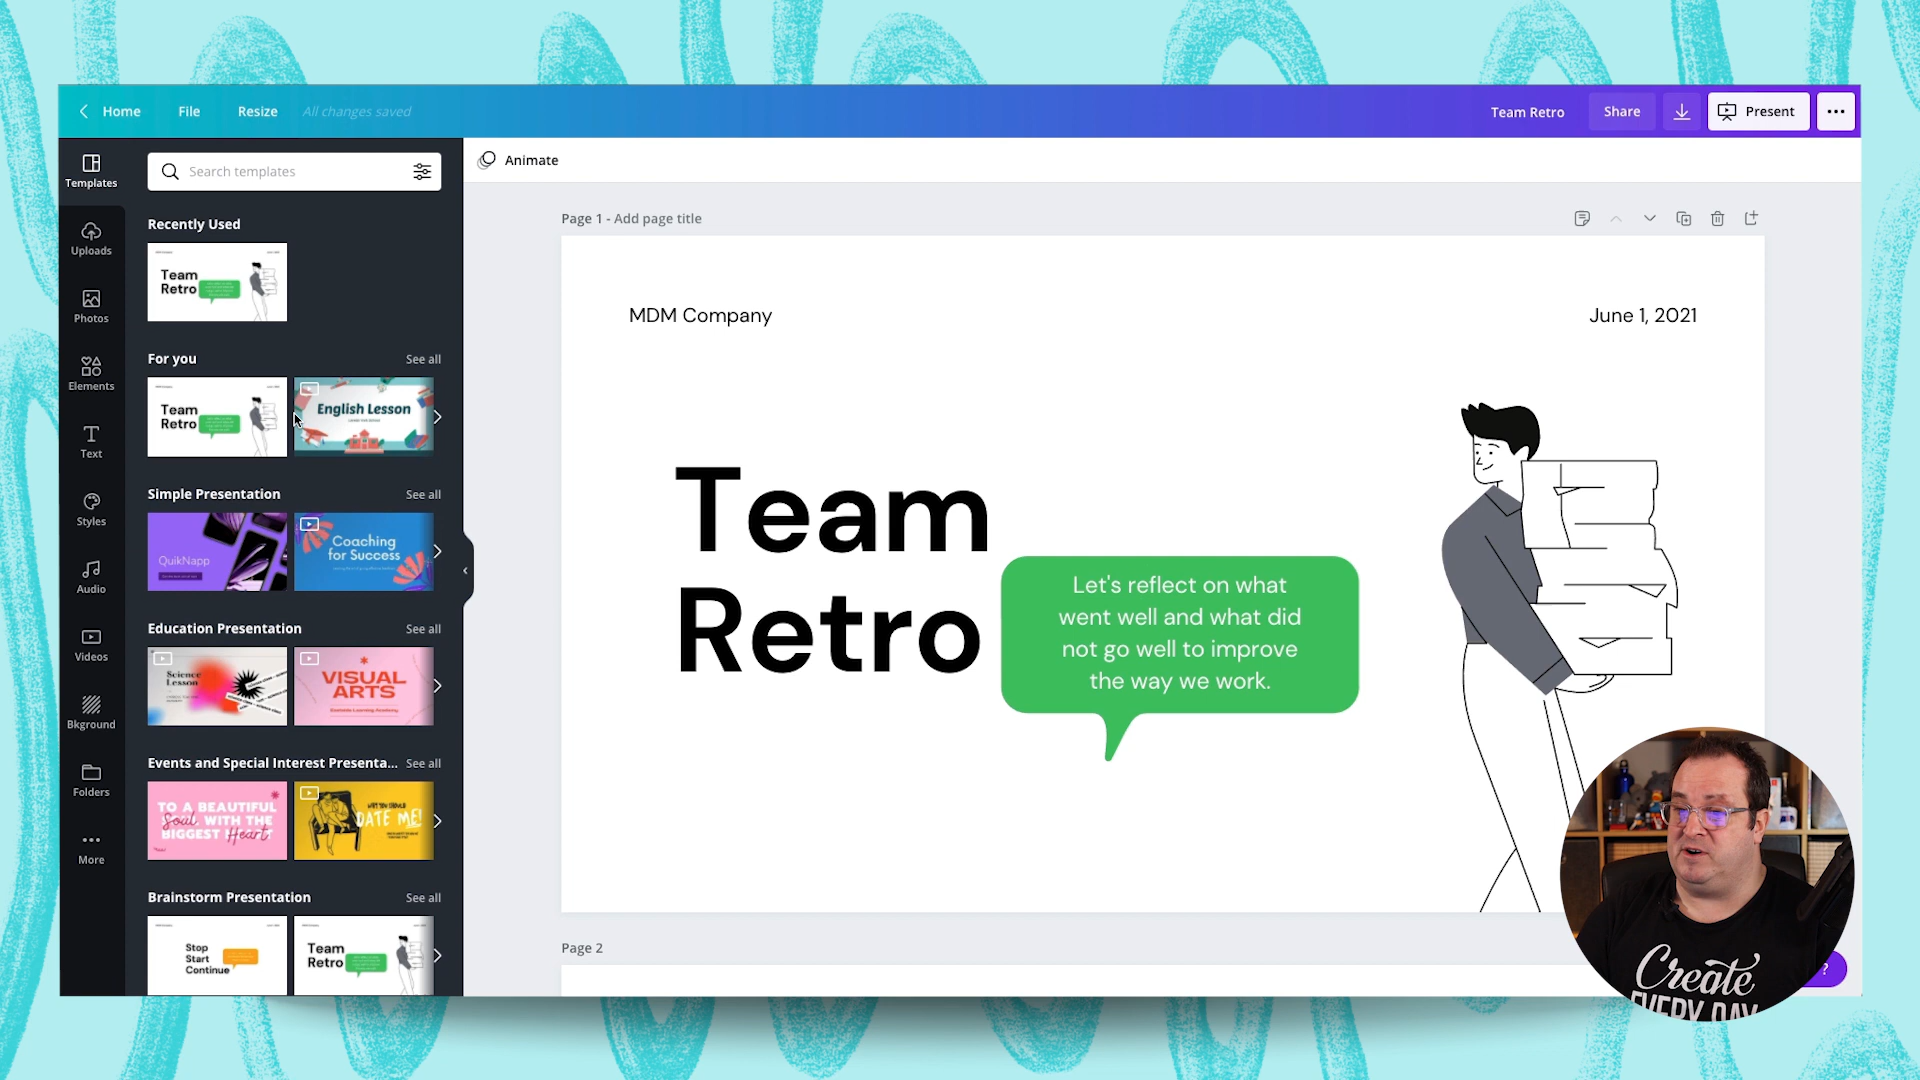 Home
File
Resize
All changes saved
Team Retro
Share
Present
Templates
Uploads
Photos
Elements
Text
Styles
Audio
Videos
Bkground
Folders
More
Search templates
Recently Used
Team
Retro
For you
See all
Team
Retro
English Lesson
Simple Presentation
See all
QuikNapp
Coaching
for Success
Education Presentation
See all
Science
Lesson
VISUAL
ARTS
Events and Special Interest Presenta...
See all
TO A BEAUTIFUL
Soul WITH THE
BIGGEST Heart
WHY YOU SHOULD
DATE ME!
Brainstorm Presentation
See all
Stop
Start
Continue
Team
Retro
Animate
Page 1 - Add page title
MDM Company
June 1, 2021
Team
Retro
Let's reflect on what
went well and what did
not go well to improve
the way we work.
Page 2
?
Create
EVERY DAY